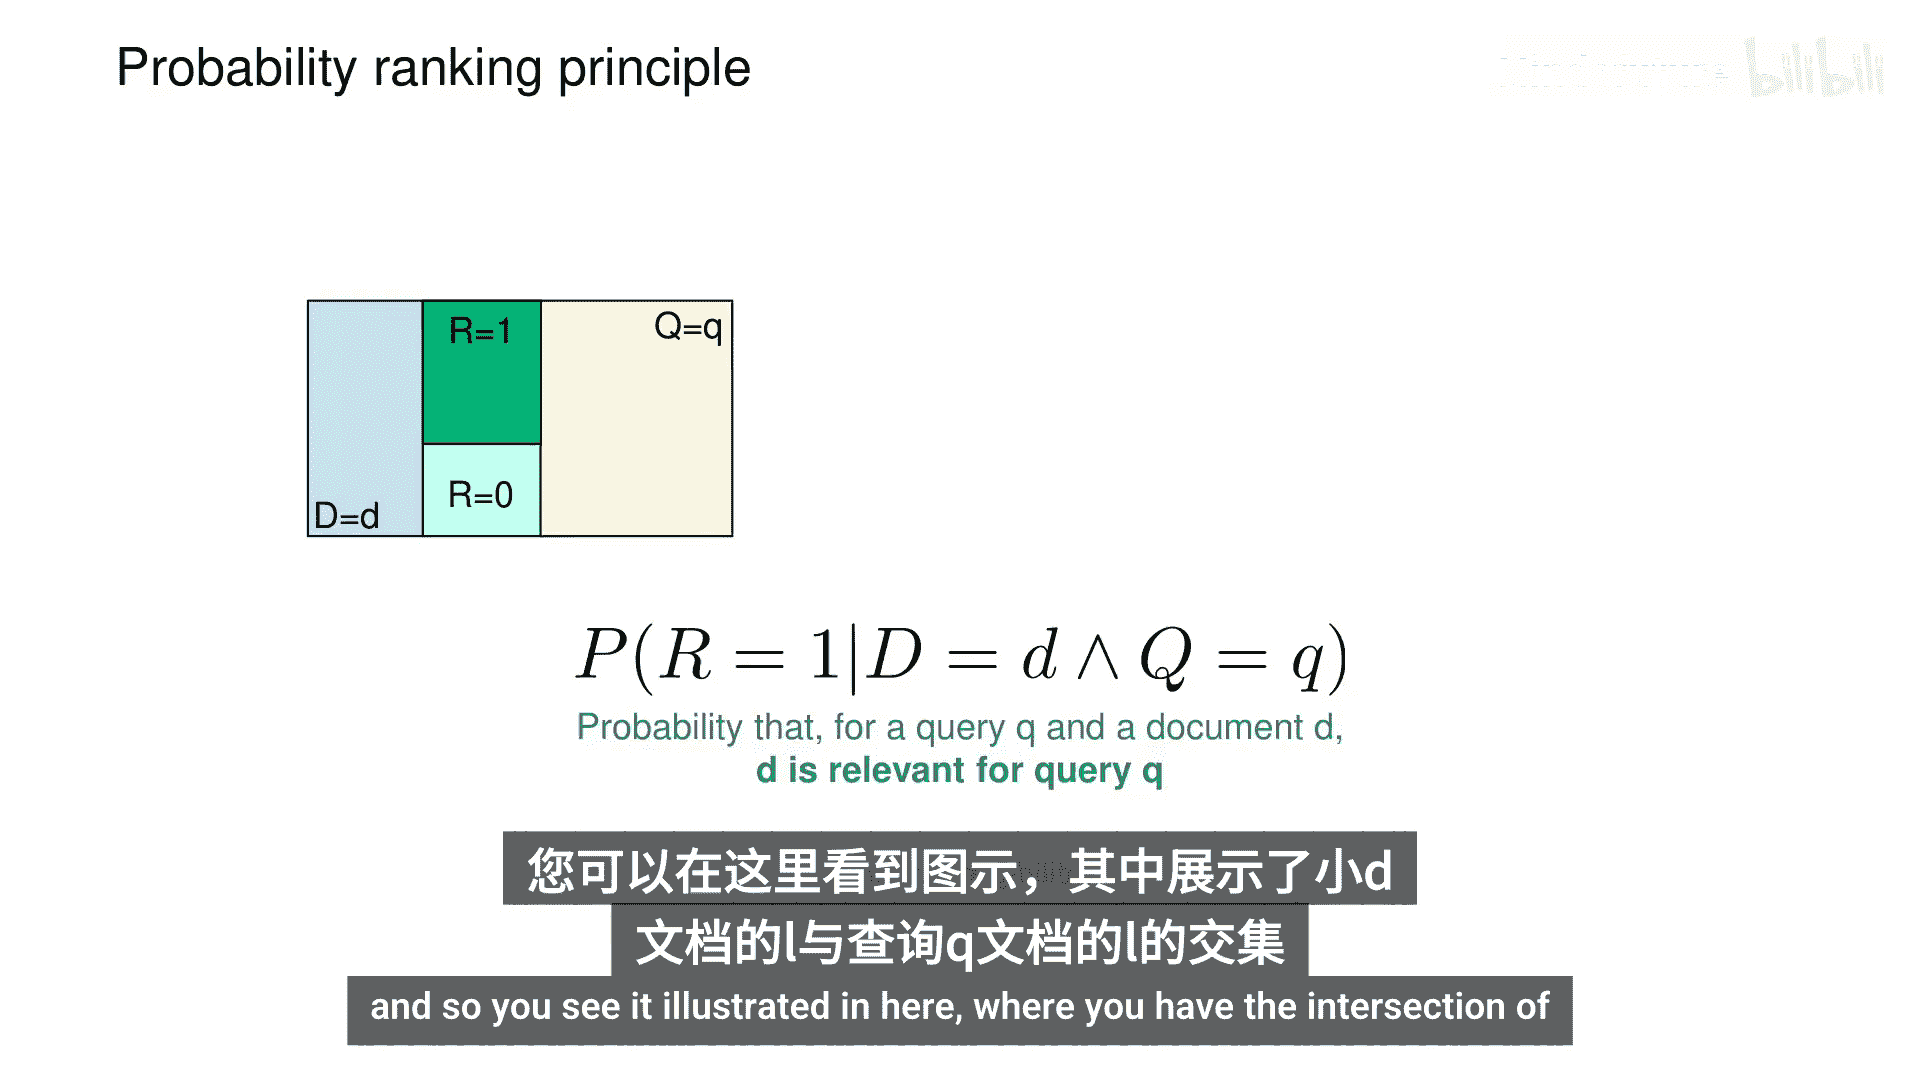 Probability ranking principle
bilibili
R=1
Q=q
R=0
D=d
P(R = 1|D = d ∧ Q = q)
Probability that, for a query q and a document d,
d is relevant for query q
您可以在这里看到图示，其中展示了小d
文档的l与查询q文档的l的交集
and so you see it illustrated in here, where you have the intersection of